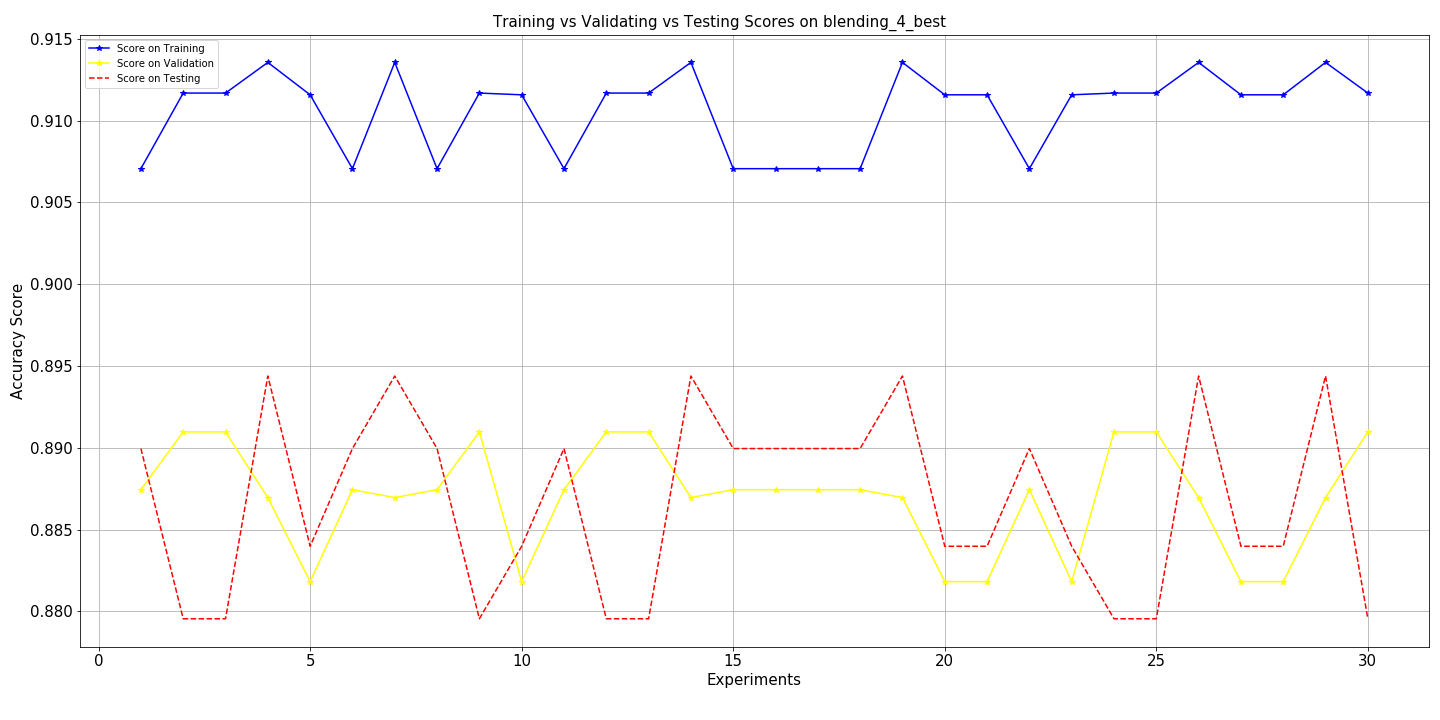 Training vs Validating vs Testing Scores on blending_4_best
Score on Training
Score on Validation
Score on Testing
Accuracy Score
0.915
0.910
0.905
0.900
0.895
0.890
0.885
0.880
0 5 10 15 20 25 30
Experiments